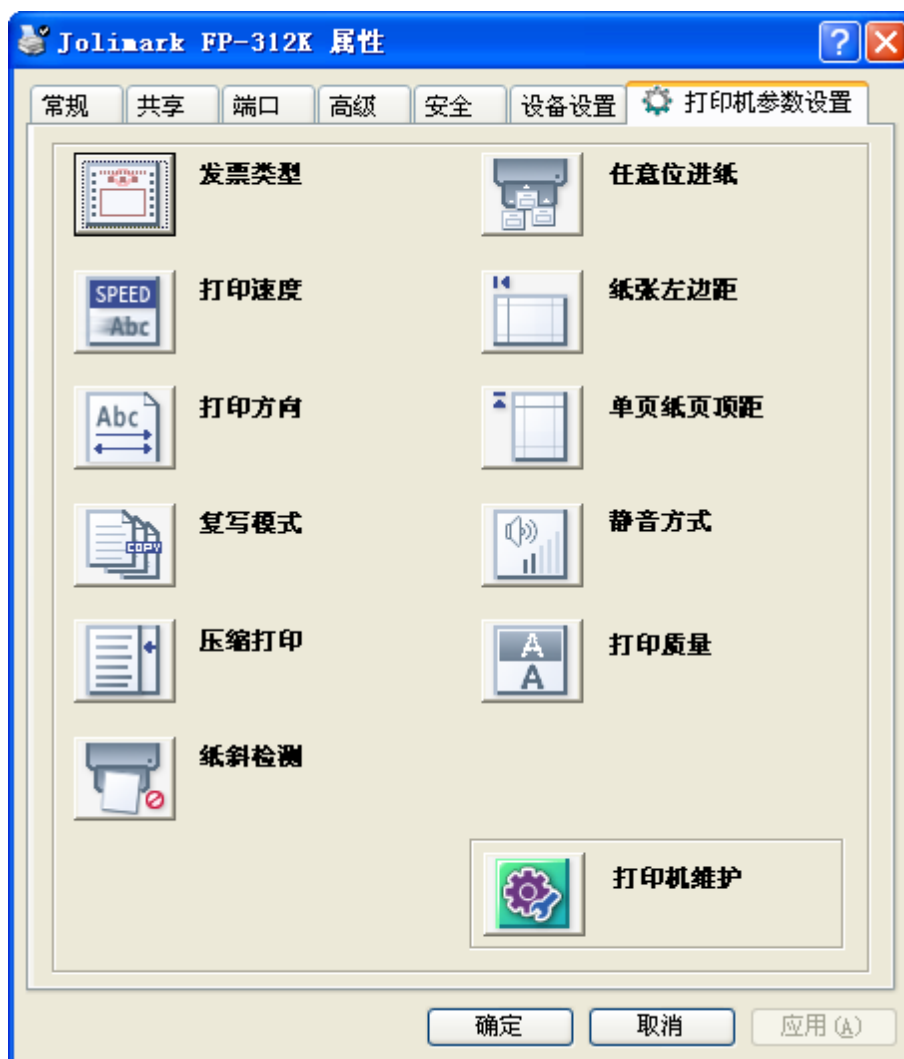 Jolimark FP-312K 属性
常规 共享 端口 高级 安全 设备设置 打印机参数设置
发票类型 任意位进纸
SPEED
Abc
打印速度 纸张左边距
Abc
打印方向 单页纸页顶距
COPY
复写模式 静音方式
压缩打印
A
A
打印质量
纸斜检测
打印机维护
确定 取消 应用(A)